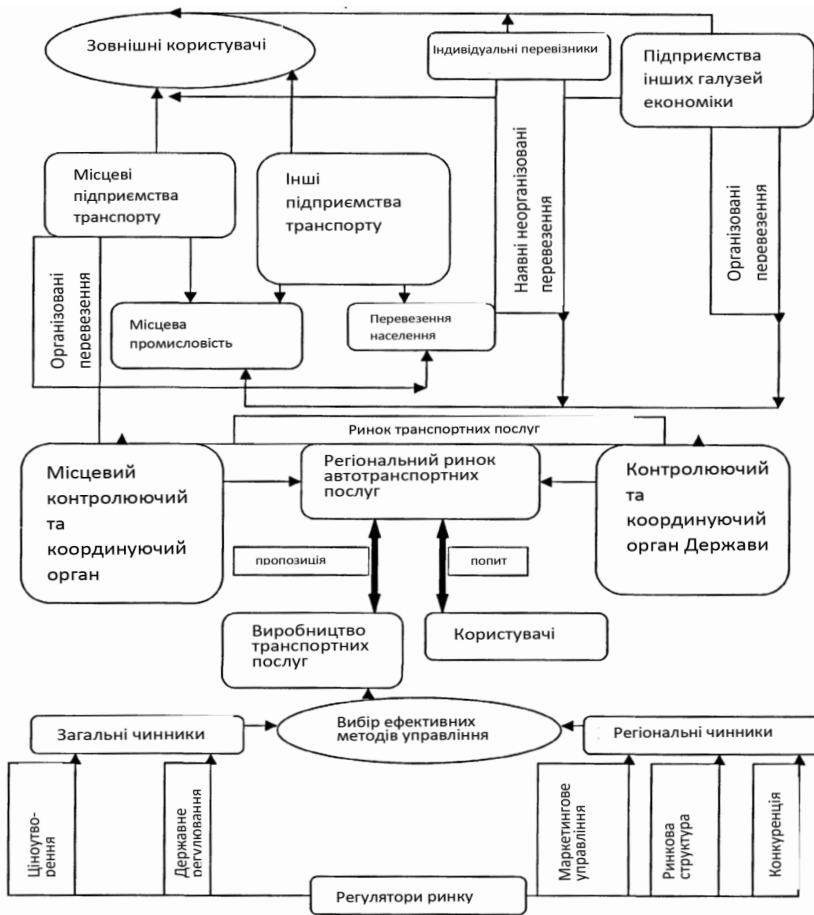 Зовнішні користувачі
Індивідуальні перевізники
Підприємства
інших галузей
економіки
Місцеві
підприємства
транспорту
Інші
підприємства
транспорту
Наявні неорганізовані
перевезення
Організовані
перевезення
Організовані
перевезення
Місцева
промисловість
Перевезення
населення
Ринок транспортних послуг
Місцевий
контролюючий
та
координуючий
орган
Регіональний ринок
автотранспортних
послуг
Контролюючий
та
координуючий
орган Держави
пропозиція
попит
Виробництво
транспортних
послуг
Користувачі
Вибір ефективних
методів управління
Загальні чинники
Регіональні чинники
Ціноутво-
рення
Державне
регулювання
Маркетингове
управління
Ринкова
структура
Конкуренція
Регулятори ринку